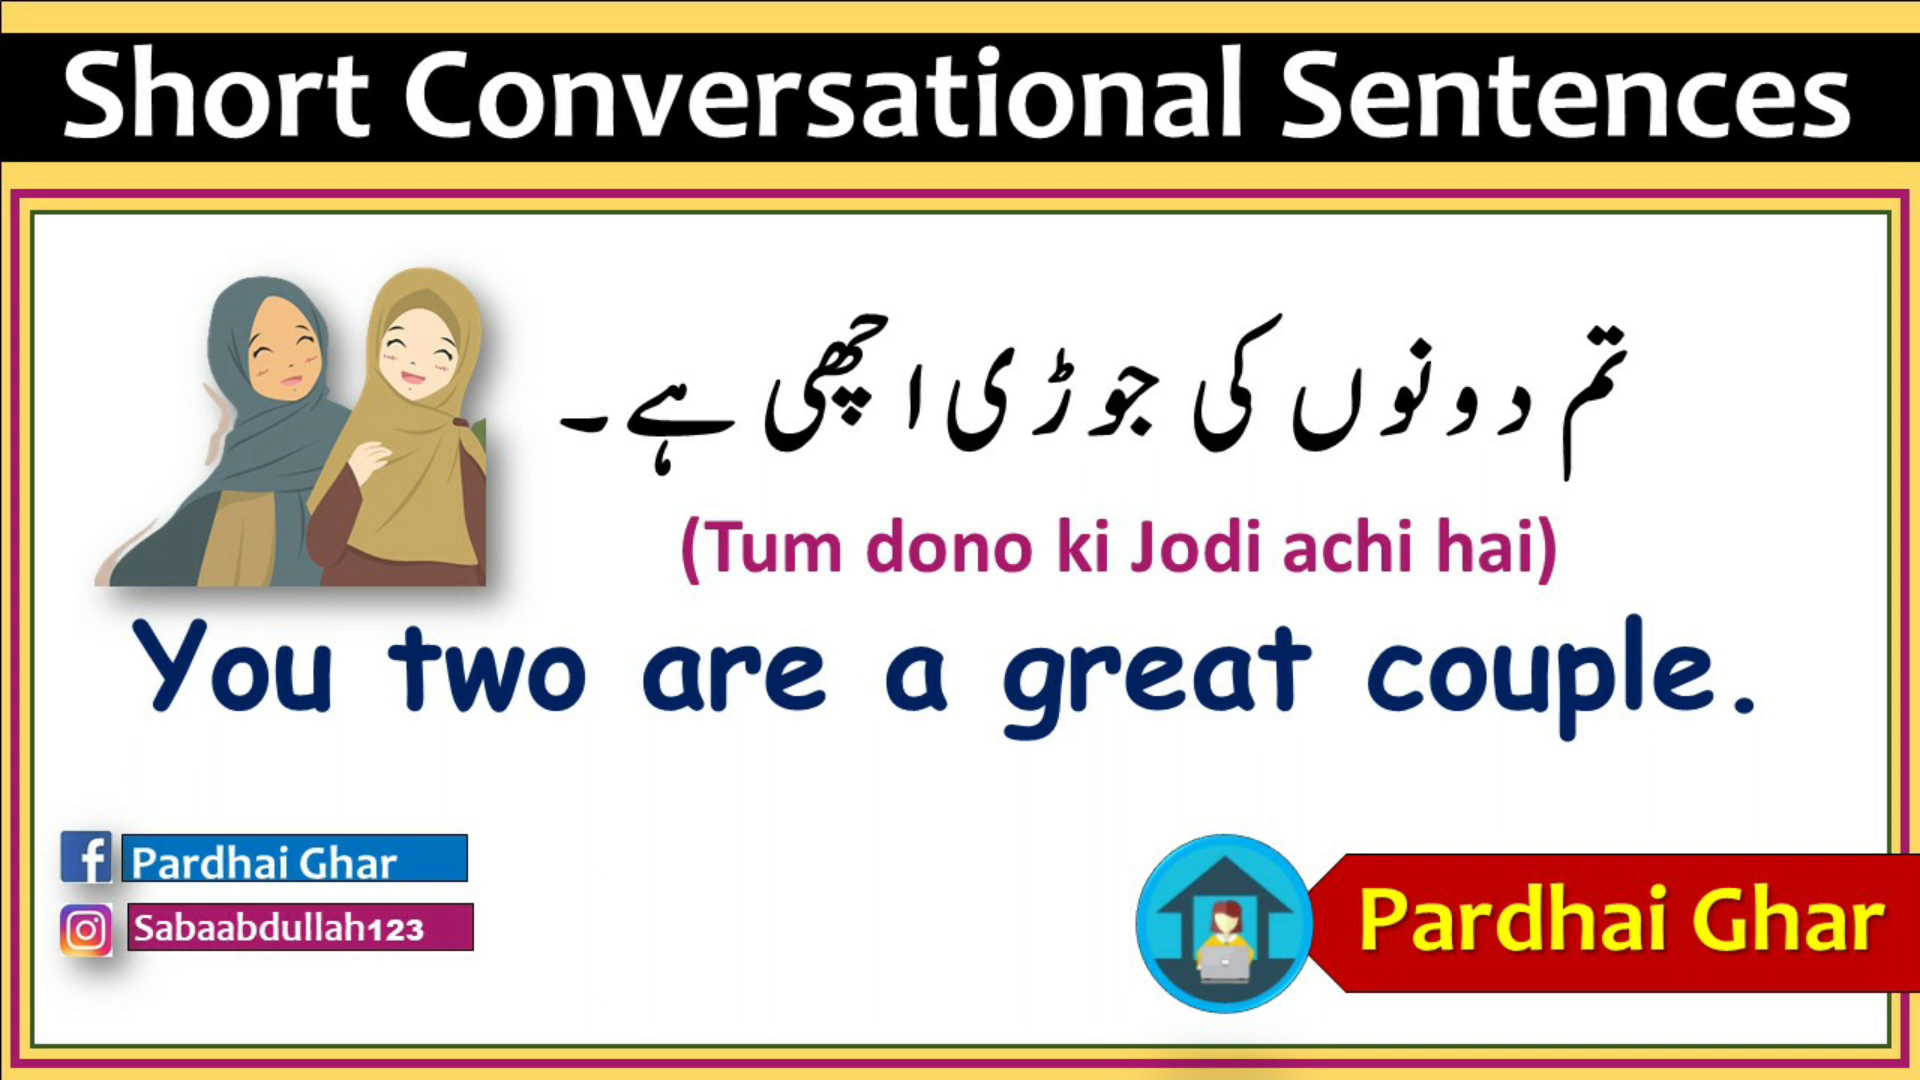 Short Conversational Sentences
تم دونوں کی جوڑی اچھی ہے۔
(Tum dono ki Jodi achi hai)
You two are a great couple.
Pardhai Ghar
Sabaabdullah123
Pardhai Ghar